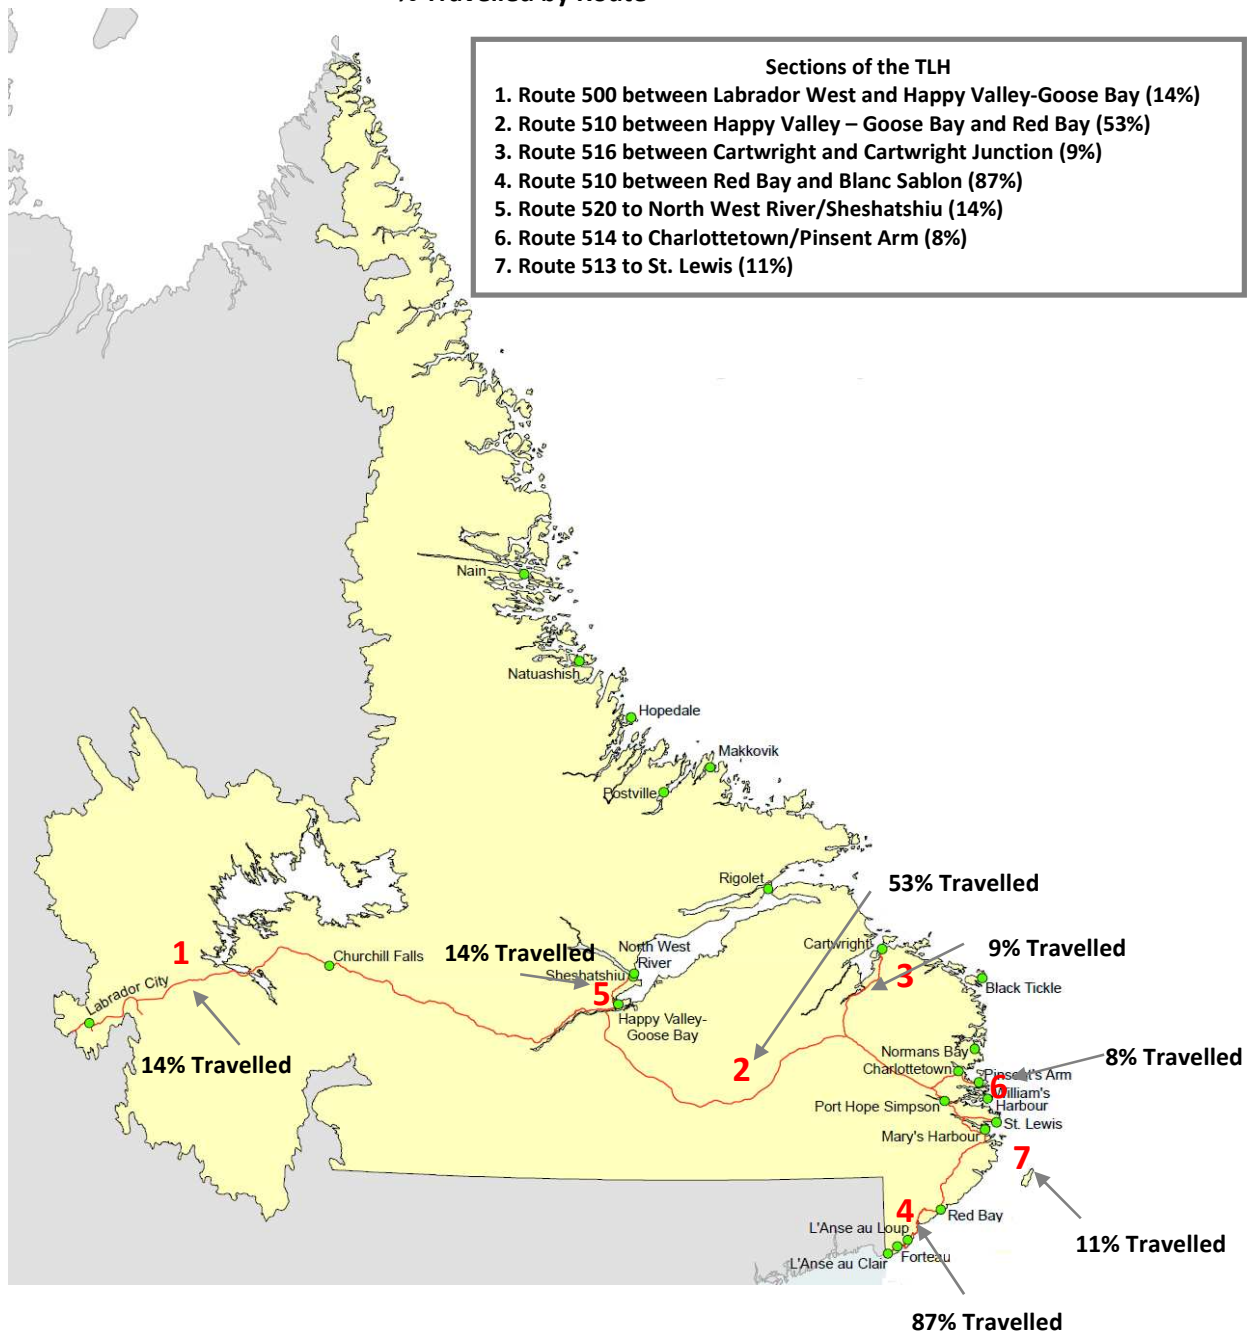 % Travelled by Route
Sections of the TLH
1. Route 500 between Labrador West and Happy Valley-Goose Bay (14%)
2. Route 510 between Happy Valley – Goose Bay and Red Bay (53%)
3. Route 516 between Cartwright and Cartwright Junction (9%)
4. Route 510 between Red Bay and Blanc Sablon (87%)
5. Route 520 to North West River/Sheshatshiu (14%)
6. Route 514 to Charlottetown/Pinsent Arm (8%)
7. Route 513 to St. Lewis (11%)
Nain
Natuashish
Hopedale
Makkovik
Postville
Rigolet
53% Travelled
Cartwright
9% Travelled
1
14% Travelled
North West
River
Churchill Falls
Sheshatshiu
3
Black Tickle
Labrador City
5
Happy Valley-
Goose Bay
14% Travelled
2
Normans Bay
8% Travelled
Charlottetown
Pinsent's Arm
6
William's
Harbour
Port Hope Simpson
St. Lewis
Mary's Harbour
7
4
Red Bay
L'Anse au Loup
11% Travelled
Forteau
L'Anse au Clair
87% Travelled